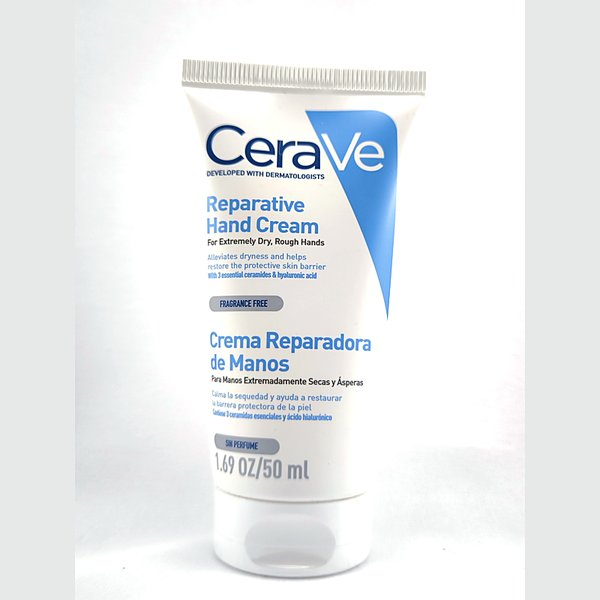 CeraVe
DEVELOPED WITH DERMATOLOGISTS
Reparative
Hand Cream
For Extremely Dry, Rough Hands
Alleviates dryness and helps
restore the protective skin barrier
With 3 essential ceramides & hyaluronic acid
FRAGRANCE FREE
Crema Reparadora
de Manos
Para Manos Extremadamente Secas y Ásperas
Calma la sequedad y ayuda a restaurar
la barrera protectora de la piel
Contiene 3 ceramidas esenciales y ácido hialurónico
SIN PERFUME
1.69 OZ/50 ml